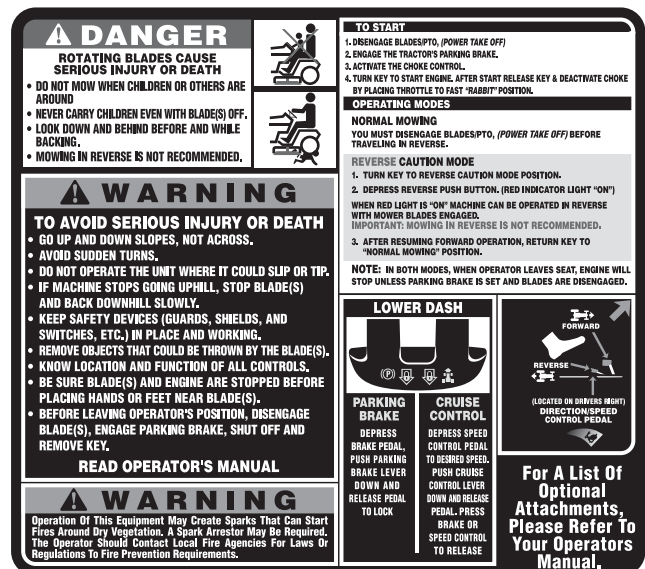 DANGER
ROTATING BLADES CAUSE
SERIOUS INJURY OR DEATH
• DO NOT MOW WHEN CHILDREN OR OTHERS ARE
AROUND
• NEVER CARRY CHILDREN EVEN WITH BLADE(S) OFF.
• LOOK DOWN AND BEHIND BEFORE AND WHILE
BACKING.
• MOWING IN REVERSE IS NOT RECOMMENDED.
WARNING
TO AVOID SERIOUS INJURY OR DEATH
• GO UP AND DOWN SLOPES, NOT ACROSS.
• AVOID SUDDEN TURNS.
• DO NOT OPERATE THE UNIT WHERE IT COULD SLIP OR TIP.
• IF MACHINE STOPS GOING UPHILL, STOP BLADE(S)
AND BACK DOWNHILL SLOWLY.
• KEEP SAFETY DEVICES (GUARDS, SHIELDS, AND
SWITCHES, ETC.) IN PLACE AND WORKING.
• REMOVE OBJECTS THAT COULD BE THROWN BY THE BLADE(S).
• KNOW LOCATION AND FUNCTION OF ALL CONTROLS.
• BE SURE BLADE(S) AND ENGINE ARE STOPPED BEFORE
PLACING HANDS OR FEET NEAR BLADE(S).
• BEFORE LEAVING OPERATOR'S POSITION, DISENGAGE
BLADE(S), ENGAGE PARKING BRAKE, SHUT OFF AND
REMOVE KEY.
READ OPERATOR'S MANUAL
WARNING
Operation Of This Equipment May Create Sparks That Can Start
Fires Around Dry Vegetation. A Spark Arrestor May Be Required.
The Operator Should Contact Local Fire Agencies For Laws Or
Regulations To Fire Prevention Requirements.
TO START
1. DISENGAGE BLADES/PTO, (POWER TAKE OFF)
2. ENGAGE THE TRACTOR'S PARKING BRAKE.
3. ACTIVATE THE CHOKE CONTROL.
4. TURN KEY TO START ENGINE. AFTER START RELEASE KEY & DEACTIVATE CHOKE
BY PLACING THROTTLE TO FAST "RABBIT" POSITION.
OPERATING MODES
NORMAL MOWING
YOU MUST DISENGAGE BLADES/PTO, (POWER TAKE OFF) BEFORE
TRAVELING IN REVERSE.
REVERSE CAUTION MODE
1. TURN KEY TO REVERSE CAUTION MODE POSITION.
2. DEPRESS REVERSE PUSH BUTTON. (RED INDICATOR LIGHT "ON")
WHEN RED LIGHT IS "ON" MACHINE CAN BE OPERATED IN REVERSE
WITH MOWER BLADES ENGAGED.
IMPORTANT: MOWING IN REVERSE IS NOT RECOMMENDED.
3. AFTER RESUMING FORWARD OPERATION, RETURN KEY TO
"NORMAL MOWING" POSITION.
NOTE: IN BOTH MODES, WHEN OPERATOR LEAVES SEAT, ENGINE WILL
STOP UNLESS PARKING BRAKE IS SET AND BLADES ARE DISENGAGED.
LOWER DASH
(P)
PARKING
BRAKE
DEPRESS
BRAKE PEDAL,
PUSH PARKING
BRAKE LEVER
DOWN AND
RELEASE PEDAL
TO LOCK
CRUISE
CONTROL
DEPRESS SPEED
CONTROL PEDAL
TO DESIRED SPEED.
PUSH CRUISE
CONTROL LEVER
DOWN AND RELEASE
PEDAL. PRESS
BRAKE OR
SPEED CONTROL
TO RELEASE
FORWARD
REVERSE
(LOCATED ON DRIVERS RIGHT)
DIRECTION/SPEED
CONTROL PEDAL
For A List Of
Optional
Attachments,
Please Refer To
Your Operators
Manual.